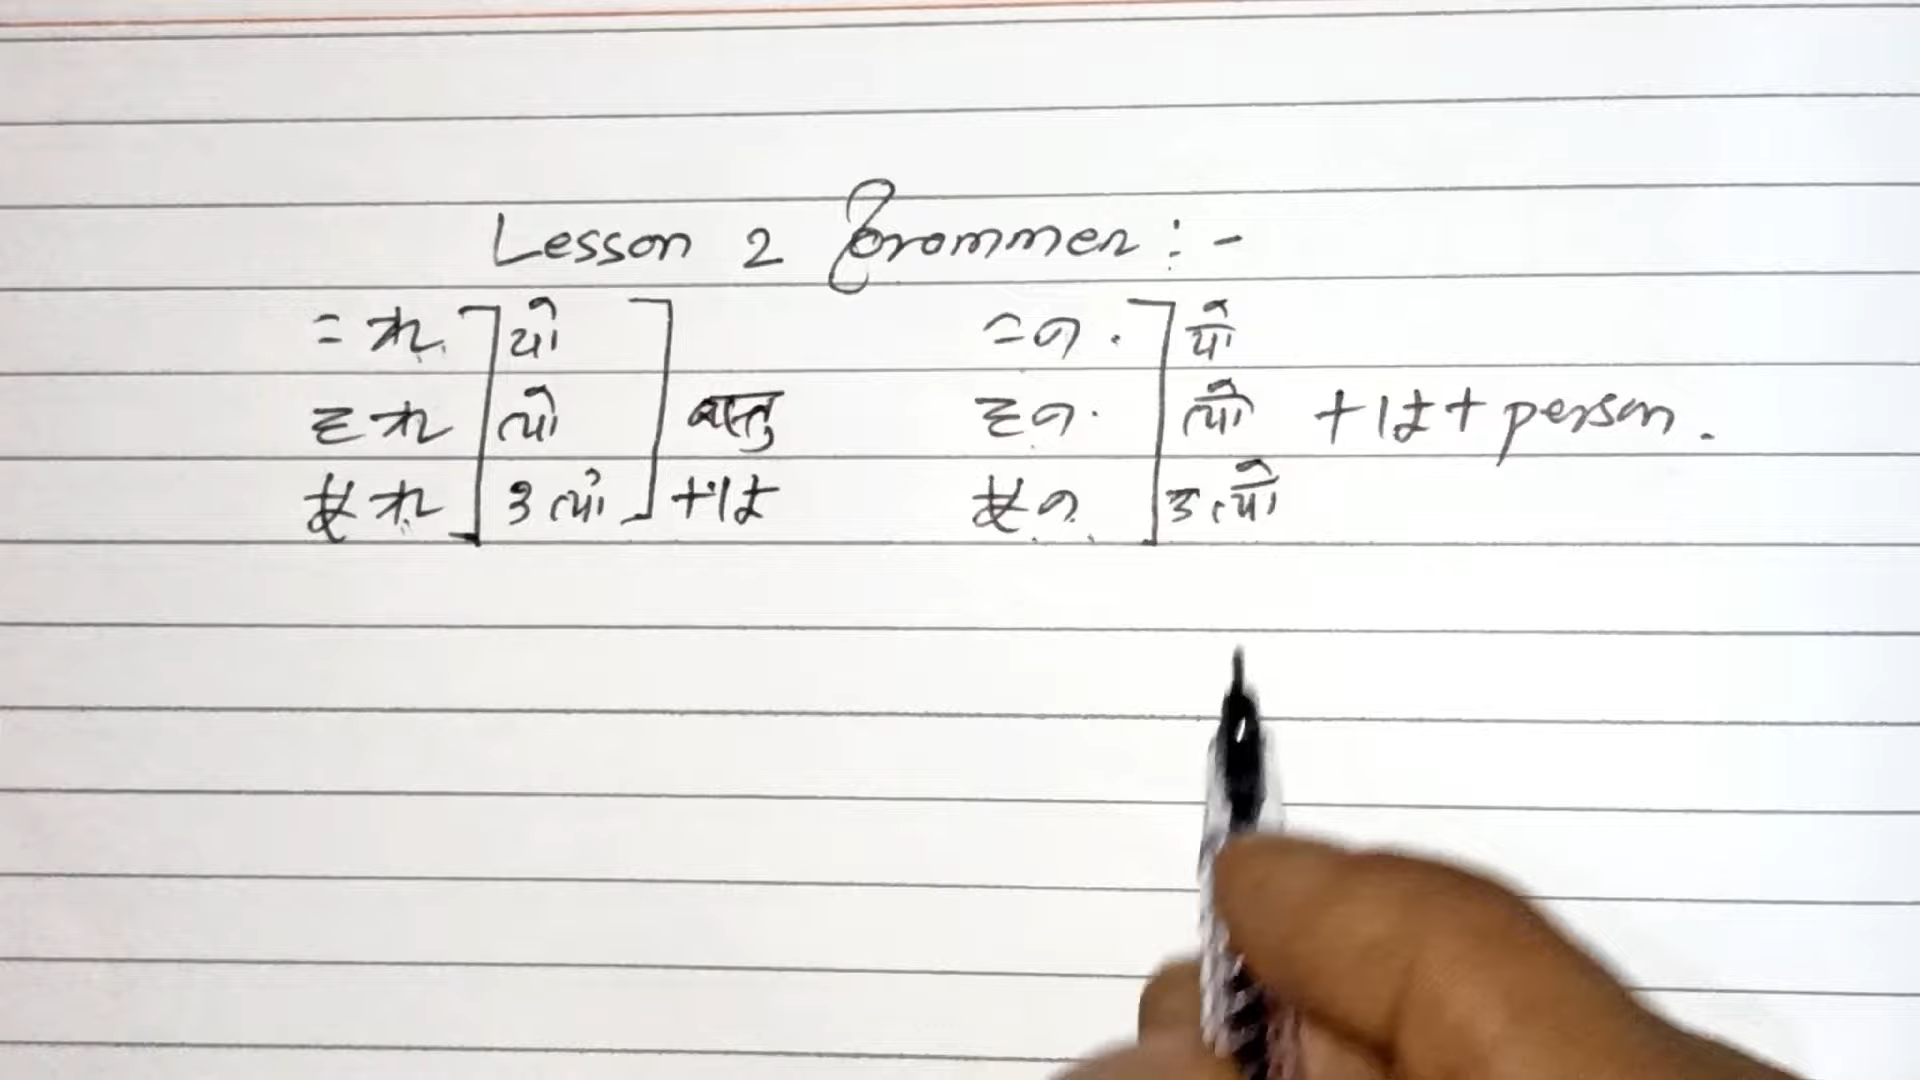 Lesson 2 Grammer :-
これ यो この यो
それ त्यो वस्तु その त्यो +は+ person.
あれ उ त्यो +は あの उ त्यो